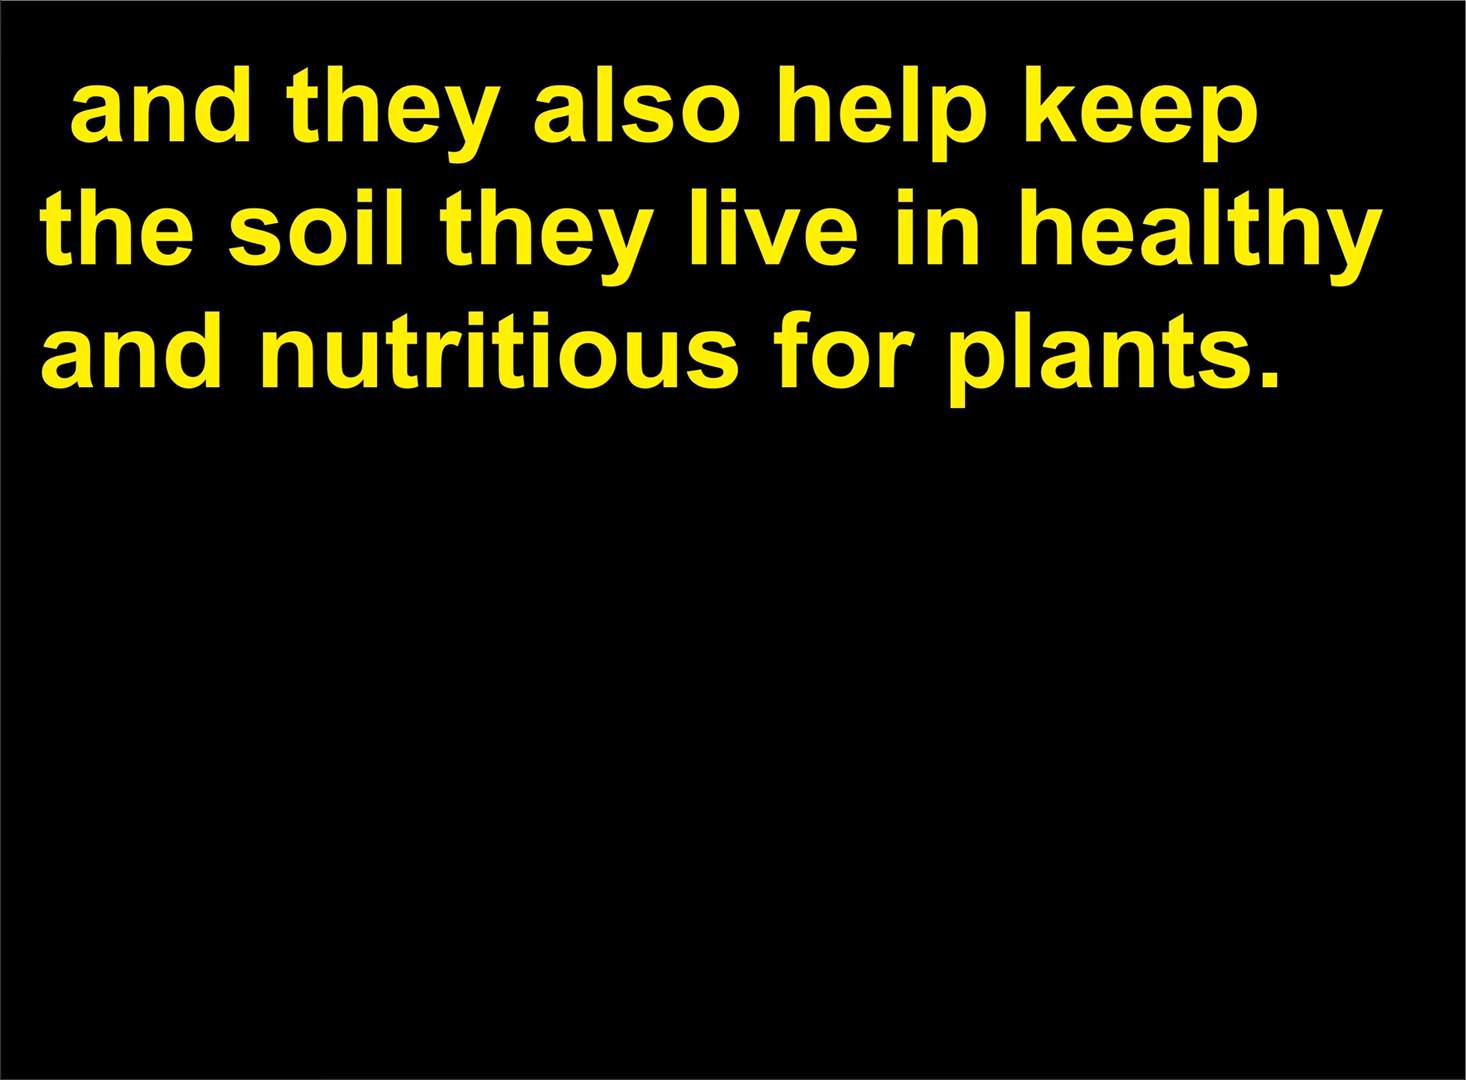 and they also help keep
the soil they live in healthy
and nutritious for plants.